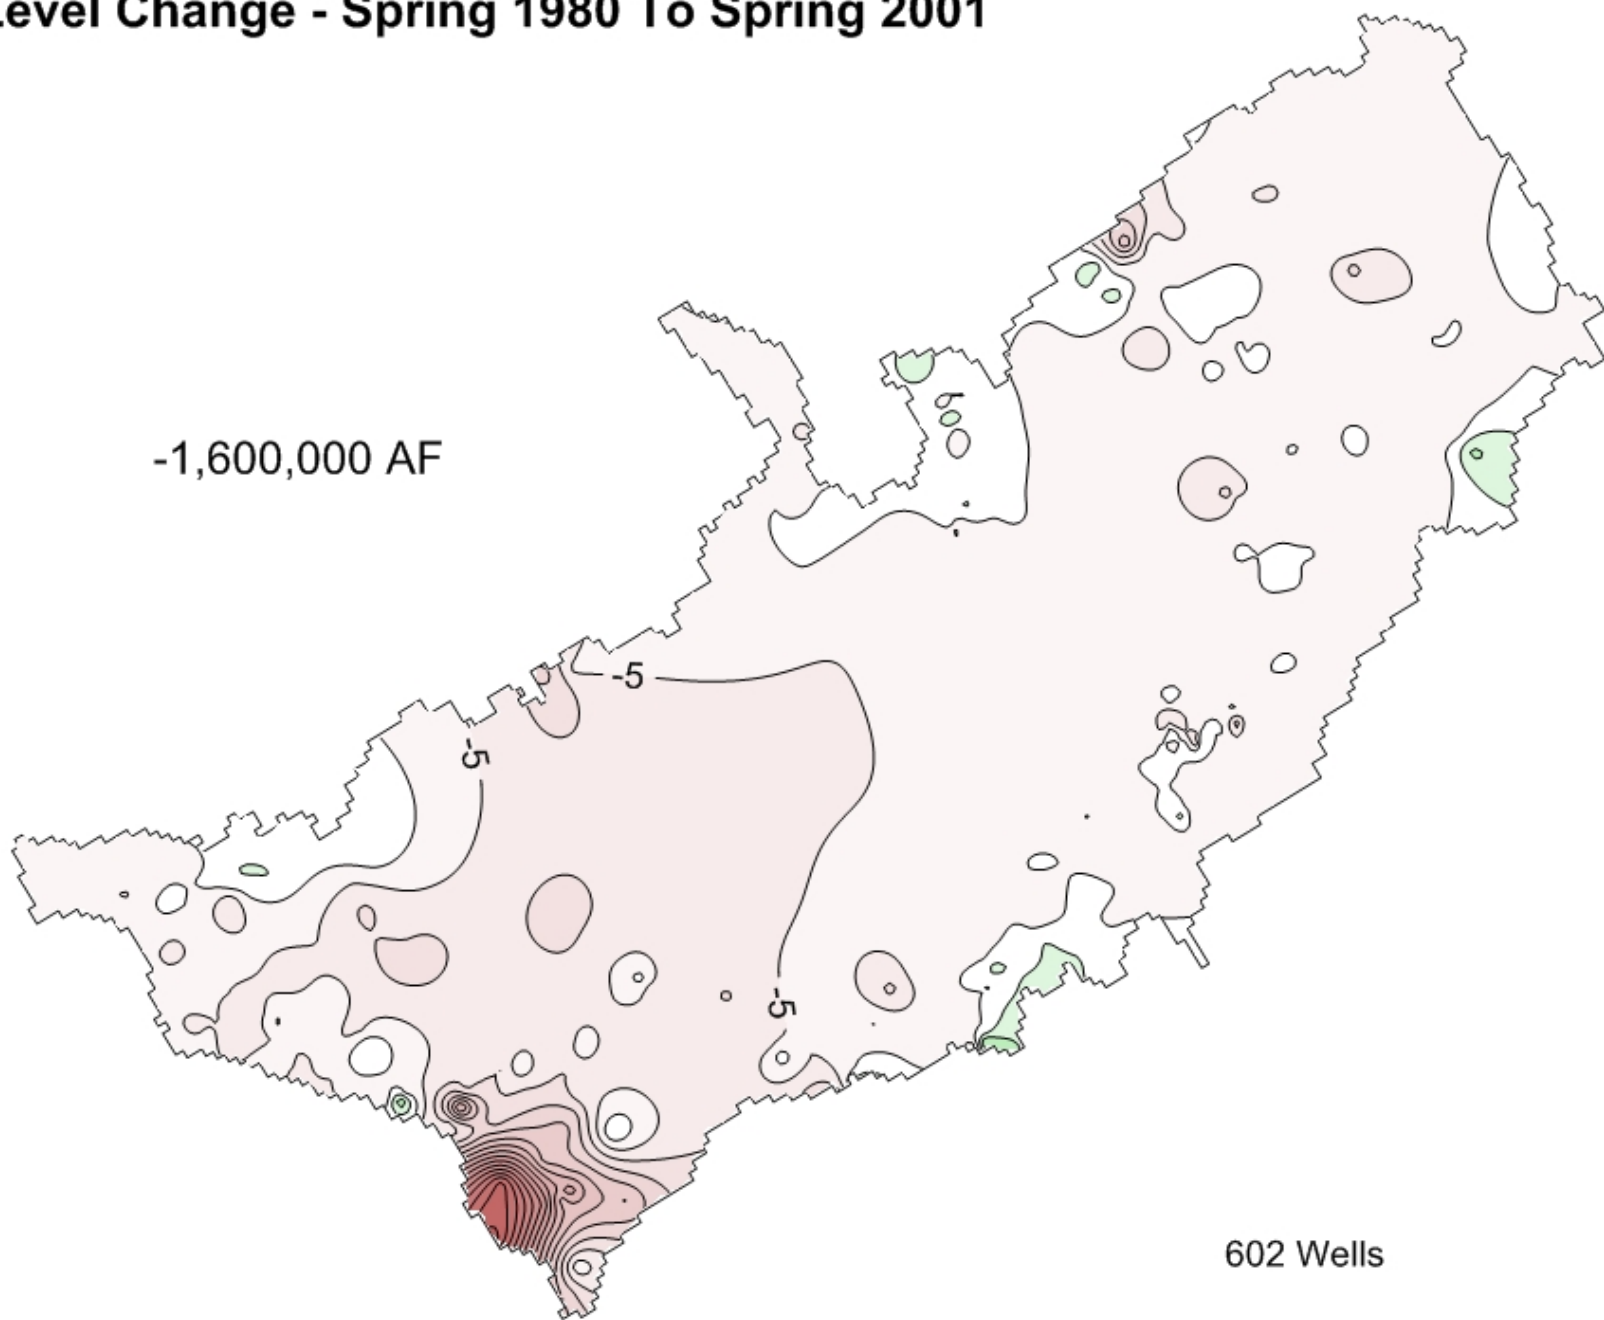 Level Change - Spring 1980 To Spring 2001
-1,600,000 AF
-5
-5
-5
602 Wells